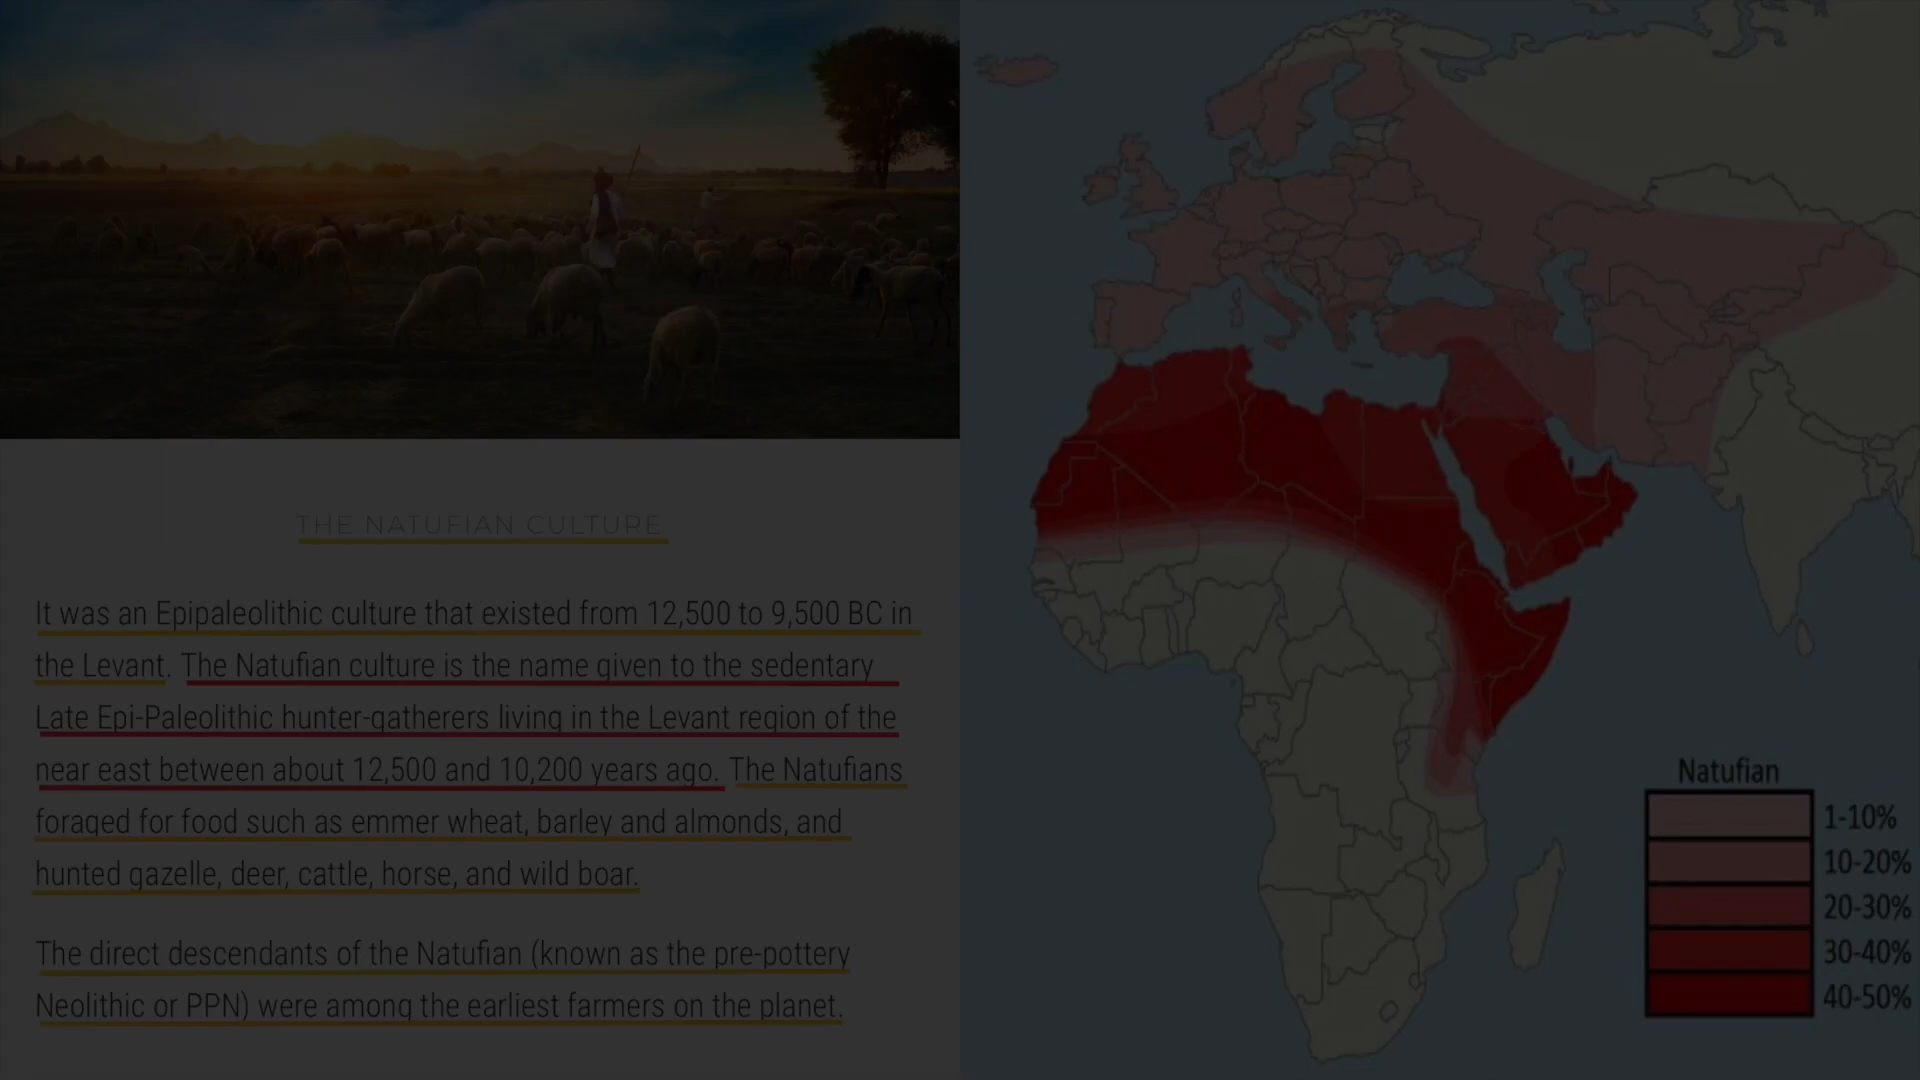 THE NATUFIAN CULTURE
It was an Epipaleolithic culture that existed from 12,500 to 9,500 BC in
the Levant. The Natufian culture is the name given to the sedentary
Late Epi-Paleolithic hunter-gatherers living in the Levant region of the
near east between about 12,500 and 10,200 years ago. The Natufians
foraged for food such as emmer wheat, barley and almonds, and
hunted gazelle, deer, cattle, horse, and wild boar.
The direct descendants of the Natufian (known as the pre-pottery
Neolithic or PPN) were among the earliest farmers on the planet.
Natufian
1-10%
10-20%
20-30%
30-40%
40-50%